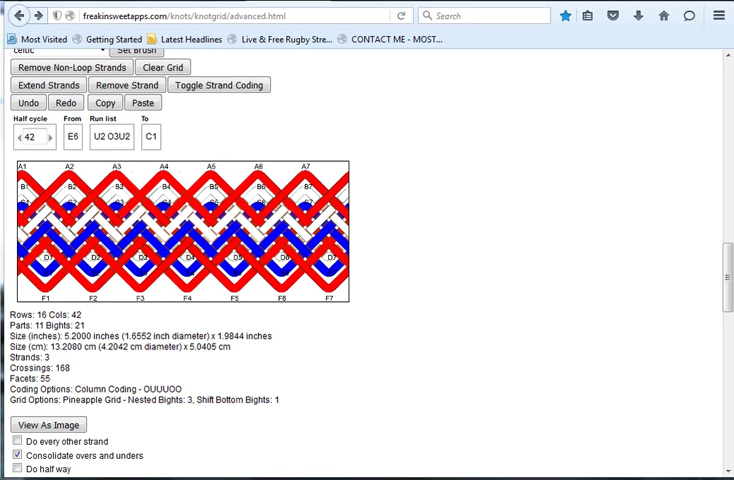 freakinsweetapps.com/knots/knotgrid/advanced.html
Search
Most Visited Getting Started Latest Headlines Live & Free Rugby Stre... CONTACT ME - MOST...
celtic Set Brush
Remove Non-Loop Strands Clear Grid
Extend Strands Remove Strand Toggle Strand Coding
Undo Redo Copy Paste
Half cycle From Run list To
42 E6 U2 O3U2 C1
A1 A2 A3 A4 A5 A6 A7
B1 B2 B3 B4 B5 B6 B7
D1 D2 D3 D4 D5 D6 D7
F1 F2 F3 F4 F5 F6 F7
Rows: 16 Cols: 42
Parts: 11 Bights: 21
Size (inches): 5.2000 inches (1.6552 inch diameter) x 1.9844 inches
Size (cm): 13.2080 cm (4.2042 cm diameter) x 5.0405 cm
Strands: 3
Crossings: 168
Facets: 55
Coding Options: Column Coding - OUUUOO
Grid Options: Pineapple Grid - Nested Bights: 3, Shift Bottom Bights: 1
View As Image
Do every other strand
Consolidate overs and unders
Do half way